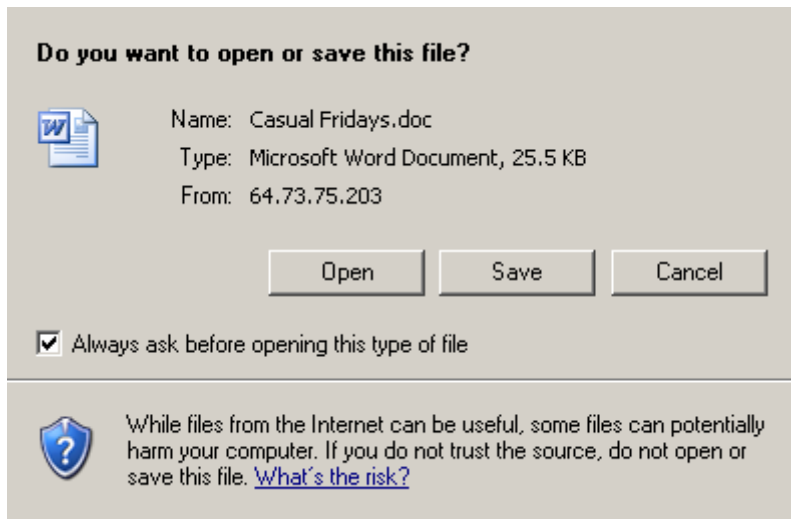 Do you want to open or save this file?
W
Name: Casual Fridays.doc
Type: Microsoft Word Document, 25.5 KB
From: 64.73.75.203
Open Save Cancel
Always ask before opening this type of file
While files from the Internet can be useful, some files can potentially
harm your computer. If you do not trust the source, do not open or
save this file. What's the risk?
?